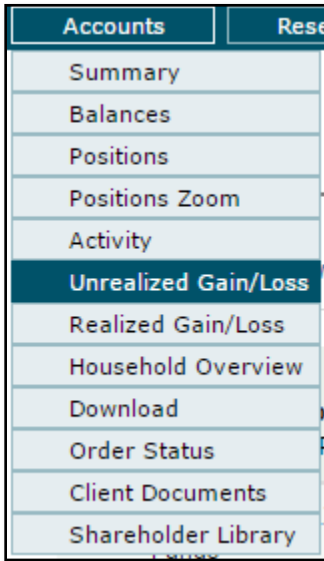 Accounts
Summary
Balances
Positions
Positions Zoom
Activity
Unrealized Gain/Loss
Realized Gain/Loss
Household Overview
Download
Order Status
Client Documents
Shareholder Library